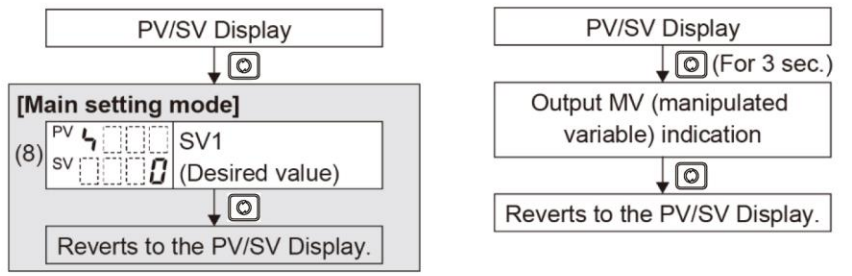 PV/SV Display
[Main setting mode]
(8)
PV ㄣ
SV 0
SV1
(Desired value)
Reverts to the PV/SV Display.
PV/SV Display
(For 3 sec.)
Output MV (manipulated
variable) indication
Reverts to the PV/SV Display.